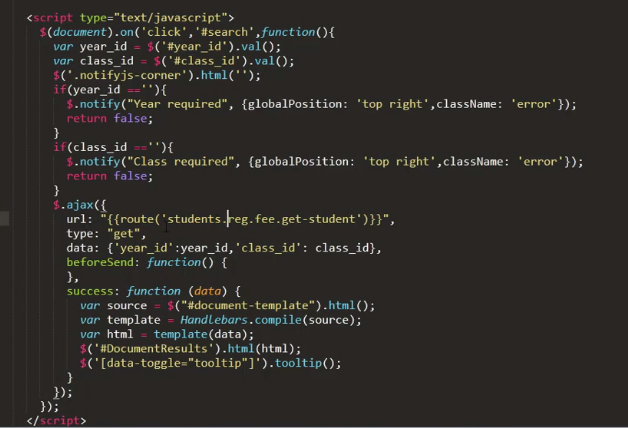 <script type="text/javascript">
$(document).on('click','#search',function(){
var year_id = $('#year_id').val();
var class_id = $('#class_id').val();
$('.notifyjs-corner').html('');
if(year_id ==''){
$.notify("Year required", {globalPosition: 'top right',className: 'error'});
return false;
}
if(class_id ==''){
$.notify("Class required", {globalPosition: 'top right',className: 'error'});
return false;
}
$.ajax({
url: "{{route('students.reg.fee.get-student')}}",
type: "get",
data: {'year_id':year_id,'class_id': class_id},
beforeSend: function() {
},
success: function (data) {
var source = $("#document-template").html();
var template = Handlebars.compile(source);
var html = template(data);
$('#DocumentResults').html(html);
$('[data-toggle="tooltip"]').tooltip();
}
});
});
</script>